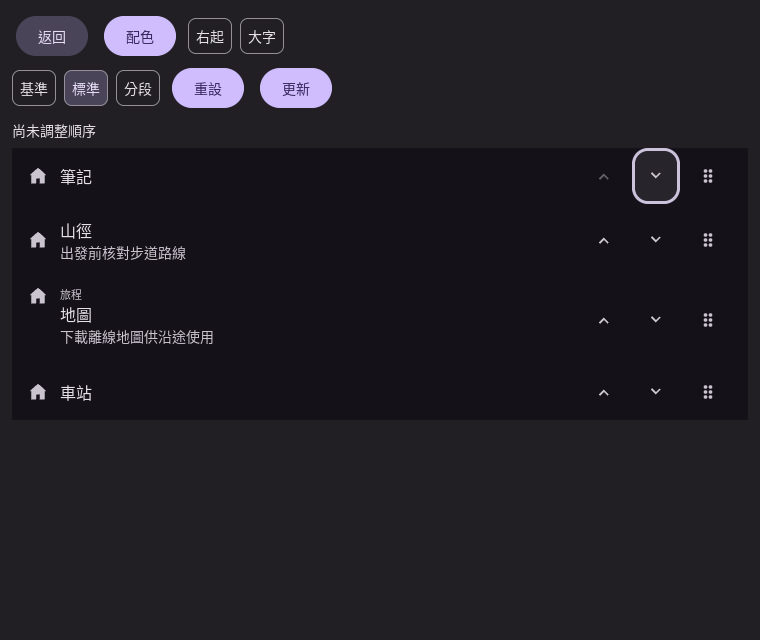 返回 配色 右起 大字
基準 標準 分段 重設 更新
尚未調整順序
筆記
山徑
出發前核對步道路線
旅程
地圖
下載離線地圖供沿途使用
車站